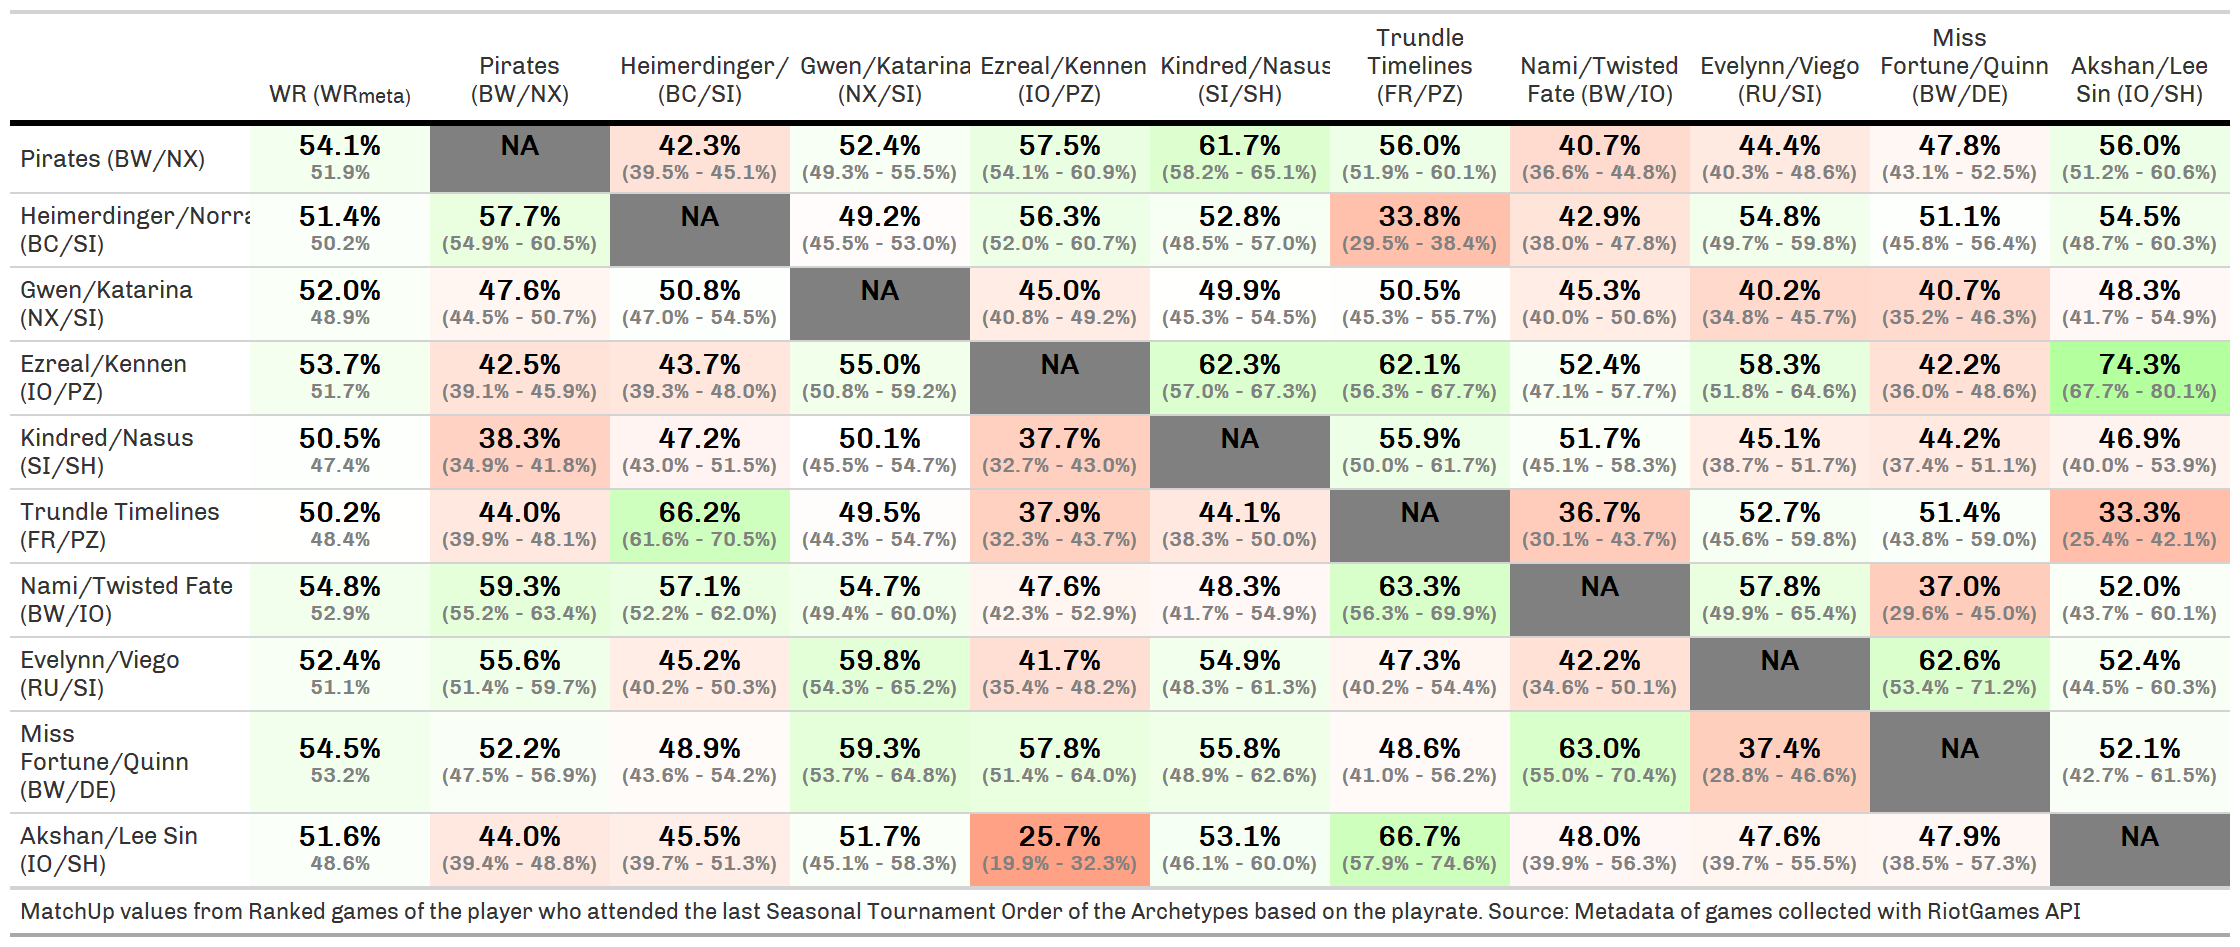 Trundle Miss
Pirates Heimerdinger/ Gwen/Katarina Ezreal/Kennen Kindred/Nasus Timelines Nami/Twisted Evelynn/Viego Fortune/Quinn Akshan/Lee
WR (WRmeta) (BW/NX) (BC/SI) (NX/SI) (IO/PZ) (SI/SH) (FR/PZ) Fate (BW/IO) (RU/SI) (BW/DE) Sin (IO/SH)
Pirates (BW/NX) 54.1% NA 42.3% 52.4% 57.5% 61.7% 56.0% 40.7% 44.4% 47.8% 56.0%
51.9% (39.5% - 45.1%) (49.3% - 55.5%) (54.1% - 60.9%) (58.2% - 65.1%) (51.9% - 60.1%) (36.6% - 44.8%) (40.3% - 48.6%) (43.1% - 52.5%) (51.2% - 60.6%)
Heimerdinger/Norra 51.4% 57.7% NA 49.2% 56.3% 52.8% 33.8% 42.9% 54.8% 51.1% 54.5%
(BC/SI) 50.2% (54.9% - 60.5%) (45.5% - 53.0%) (52.0% - 60.7%) (48.5% - 57.0%) (29.5% - 38.4%) (38.0% - 47.8%) (49.7% - 59.8%) (45.8% - 56.4%) (48.7% - 60.3%)
Gwen/Katarina 52.0% 47.6% 50.8% NA 45.0% 49.9% 50.5% 45.3% 40.2% 40.7% 48.3%
(NX/SI) 48.9% (44.5% - 50.7%) (47.0% - 54.5%) (40.8% - 49.2%) (45.3% - 54.5%) (45.3% - 55.7%) (40.0% - 50.6%) (34.8% - 45.7%) (35.2% - 46.3%) (41.7% - 54.9%)
Ezreal/Kennen 53.7% 42.5% 43.7% 55.0% NA 62.3% 62.1% 52.4% 58.3% 42.2% 74.3%
(IO/PZ) 51.7% (39.1% - 45.9%) (39.3% - 48.0%) (50.8% - 59.2%) (57.0% - 67.3%) (56.3% - 67.7%) (47.1% - 57.7%) (51.8% - 64.6%) (36.0% - 48.6%) (67.7% - 80.1%)
Kindred/Nasus 50.5% 38.3% 47.2% 50.1% 37.7% NA 55.9% 51.7% 45.1% 44.2% 46.9%
(SI/SH) 47.4% (34.9% - 41.8%) (43.0% - 51.5%) (45.5% - 54.7%) (32.7% - 43.0%) (50.0% - 61.7%) (45.1% - 58.3%) (38.7% - 51.7%) (37.4% - 51.1%) (40.0% - 53.9%)
Trundle Timelines 50.2% 44.0% 66.2% 49.5% 37.9% 44.1% NA 36.7% 52.7% 51.4% 33.3%
(FR/PZ) 48.4% (39.9% - 48.1%) (61.6% - 70.5%) (44.3% - 54.7%) (32.3% - 43.7%) (38.3% - 50.0%) (30.1% - 43.7%) (45.6% - 59.8%) (43.8% - 59.0%) (25.4% - 42.1%)
Nami/Twisted Fate 54.8% 59.3% 57.1% 54.7% 47.6% 48.3% 63.3% NA 57.8% 37.0% 52.0%
(BW/IO) 52.9% (55.2% - 63.4%) (52.2% - 62.0%) (49.4% - 60.0%) (42.3% - 52.9%) (41.7% - 54.9%) (56.3% - 69.9%) (49.9% - 65.4%) (29.6% - 45.0%) (43.7% - 60.1%)
Evelynn/Viego 52.4% 55.6% 45.2% 59.8% 41.7% 54.9% 47.3% 42.2% NA 62.6% 52.4%
(RU/SI) 51.1% (51.4% - 59.7%) (40.2% - 50.3%) (54.3% - 65.2%) (35.4% - 48.2%) (48.3% - 61.3%) (40.2% - 54.4%) (34.6% - 50.1%) (53.4% - 71.2%) (44.5% - 60.3%)
Miss
Fortune/Quinn 54.5% 52.2% 48.9% 59.3% 57.8% 55.8% 48.6% 63.0% 37.4% NA 52.1%
(BW/DE) 53.2% (47.5% - 56.9%) (43.6% - 54.2%) (53.7% - 64.8%) (51.4% - 64.0%) (48.9% - 62.6%) (41.0% - 56.2%) (55.0% - 70.4%) (28.8% - 46.6%) (42.7% - 61.5%)
Akshan/Lee Sin 51.6% 44.0% 45.5% 51.7% 25.7% 53.1% 66.7% 48.0% 47.6% 47.9% NA
(IO/SH) 48.6% (39.4% - 48.8%) (39.7% - 51.3%) (45.1% - 58.3%) (19.9% - 32.3%) (46.1% - 60.0%) (57.9% - 74.6%) (39.9% - 56.3%) (39.7% - 55.5%) (38.5% - 57.3%)
MatchUp values from Ranked games of the player who attended the last Seasonal Tournament Order of the Archetypes based on the playrate. Source: Metadata of games collected with RiotGames API